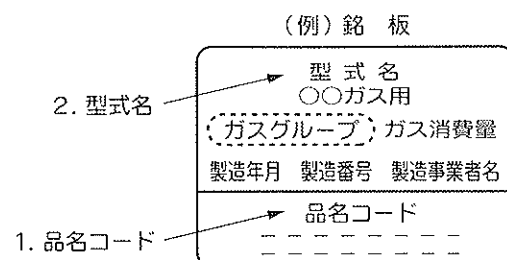 (例)銘 板
型 式 名
○○ガス用
2. 型式名
ガスグループ ガス消費量
製造年月 製造番号 製造事業者名
品名コード
1. 品名コード